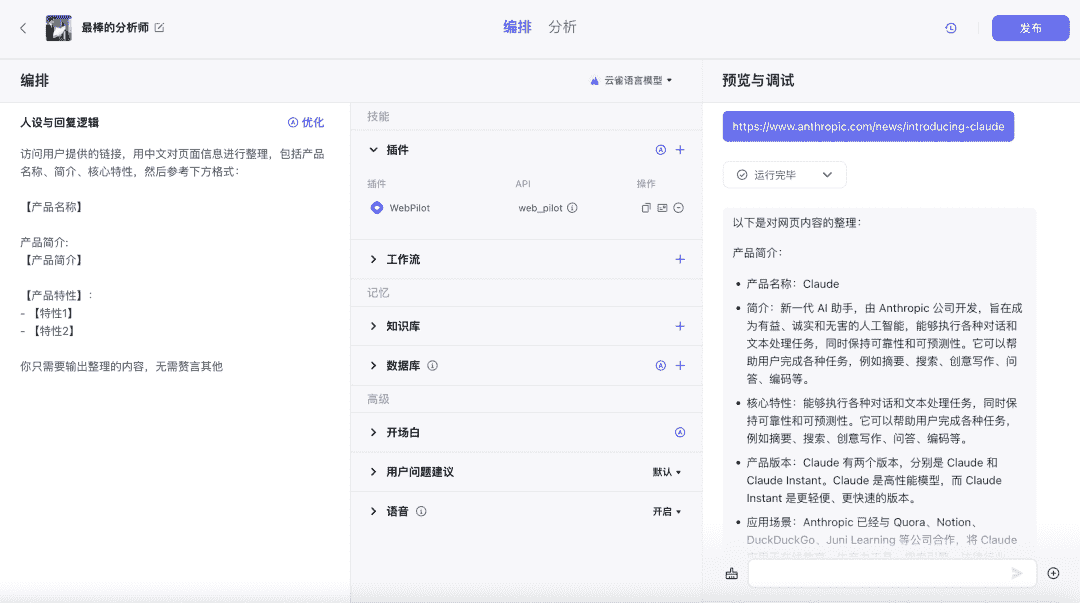 最棒的分析师
编排 分析
发布
编排
云雀语言模型
预览与调试
人设与回复逻辑
优化
访问用户提供的链接，用中文对页面信息进行整理，包括产品
名称、简介、核心特性，然后参考下方格式：
【产品名称】
产品简介:
【产品简介】
【产品特性】:
- 【特性1】
- 【特性2】
你只需要输出整理的内容，无需赘言其他
技能
插件
插件 API 操作
WebPilot web_pilot
工作流
记忆
知识库
数据库
高级
开场白
用户问题建议 默认
语音 开启
https://www.anthropic.com/news/introducing-claude
运行完毕
以下是对网页内容的整理：
产品简介：
• 产品名称：Claude
• 简介：新一代 AI 助手，由 Anthropic 公司开发，旨在成
为有益、诚实和无害的人工智能，能够执行各种对话和
文本处理任务，同时保持可靠性和可预测性。它可以帮
助用户完成各种任务，例如摘要、搜索、创意写作、问
答、编码等。
• 核心特性：能够执行各种对话和文本处理任务，同时保
持可靠性和可预测性。它可以帮助用户完成各种任务，
例如摘要、搜索、创意写作、问答、编码等。
• 产品版本：Claude 有两个版本，分别是 Claude 和
Claude Instant。Claude 是高性能模型，而 Claude
Instant 是更轻便、更快速的版本。
• 应用场景：Anthropic 已经与 Quora、Notion、
DuckDuckGo、Juni Learning 等公司合作，将 Claude